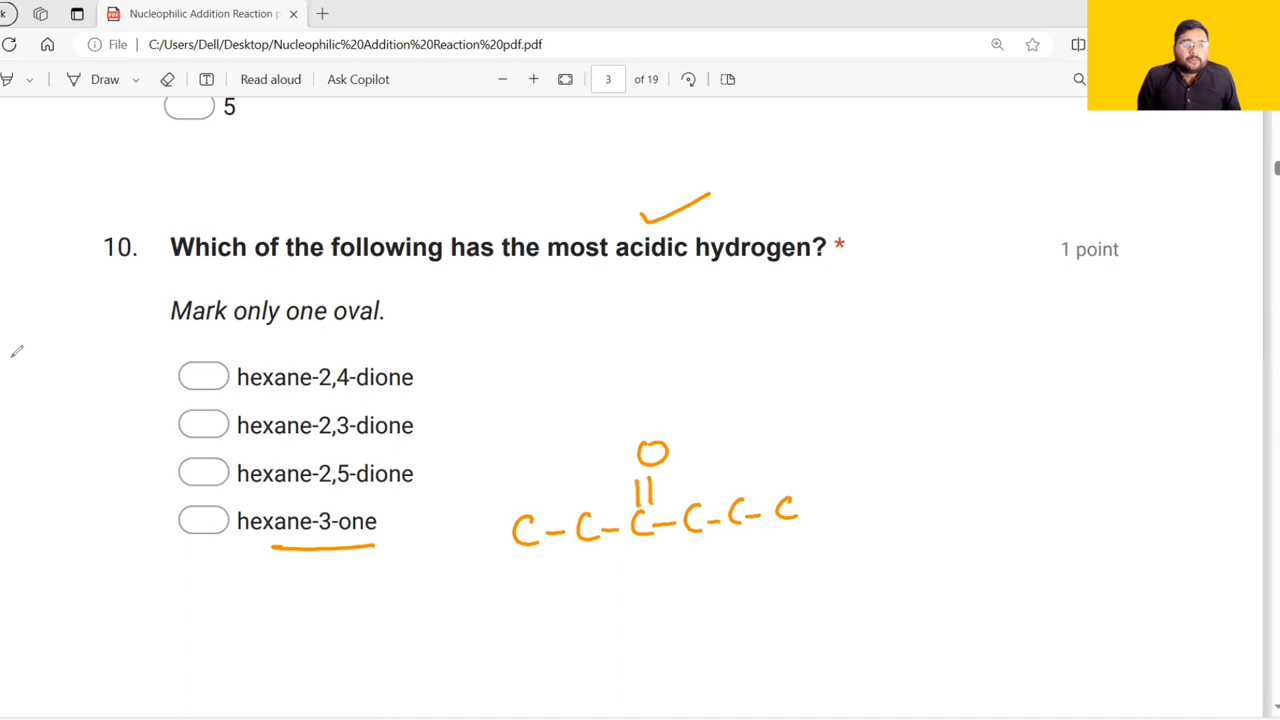 Nucleophilic Addition Reaction p
File C:/Users/Dell/Desktop/Nucleophilic%20Addition%20Reaction%20pdf.pdf
Draw Read aloud Ask Copilot 3 of 19
5
10. Which of the following has the most acidic hydrogen? * 1 point
Mark only one oval.
hexane-2,4-dione
hexane-2,3-dione
hexane-2,5-dione
hexane-3-one
O
||
C-C-C-C-C-C